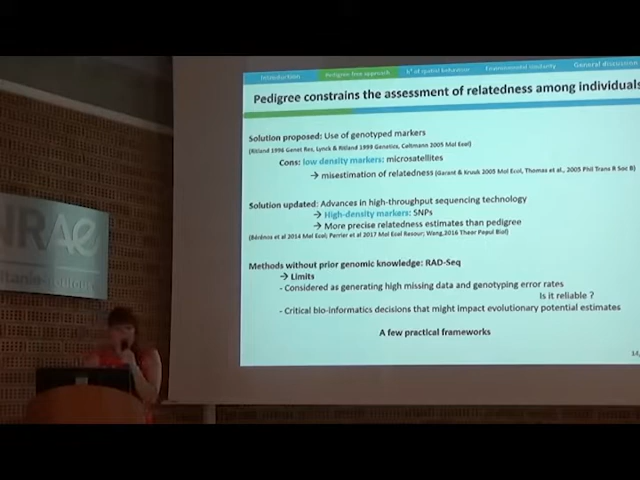 Introduction Pedigree-free approach h² of spatial behaviour Environmental similarity General discussion
Pedigree constrains the assessment of relatedness among individuals
Solution proposed: Use of genotyped markers
(Ritland 1996 Genet Res, Lynck & Ritland 1999 Genetics, Coltmann 2005 Mol Ecol)
Cons: low density markers: microsatellites
→ misestimation of relatedness (Garant & Kruuk 2005 Mol Ecol, Thomas et al., 2005 Phil Trans R Soc B)
Solution updated: Advances in high-throughput sequencing technology
→ High-density markers: SNPs
→ More precise relatedness estimates than pedigree
(Bérénos et al 2014 Mol Ecol; Perrier et al 2017 Mol Ecol Resour; Wang, 2016 Theor Popul Biol)
Methods without prior genomic knowledge: RAD-Seq
→ Limits
- Considered as generating high missing data and genotyping error rates
Is it reliable ?
- Critical bio-informatics decisions that might impact evolutionary potential estimates
A few practical frameworks
NRAE